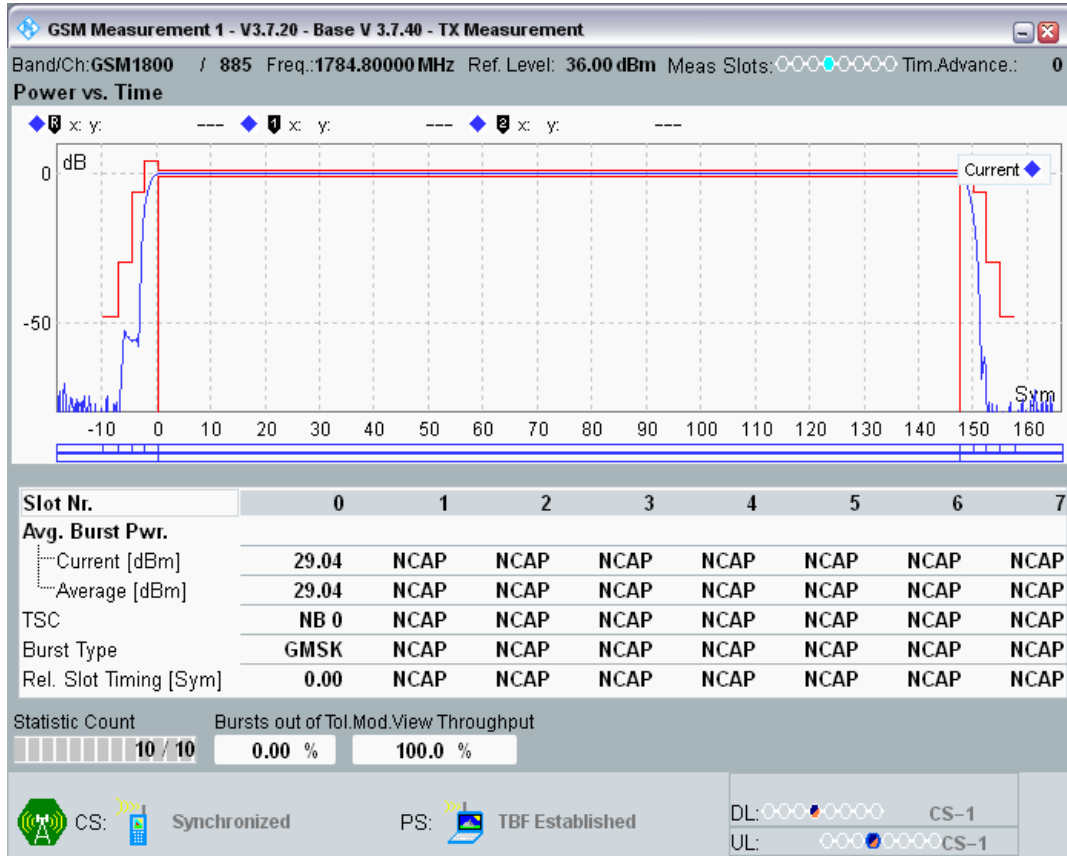 GSM Measurement 1 - V3.7.20 - Base V 3.7.40 - TX Measurement
Band/Ch:GSM1800 / 885 Freq.:1784.80000 MHz Ref. Level: 36.00 dBm Meas Slots: Tim.Advance.: 0
Power vs. Time
R x: y: --- 1 x: y: --- 2 x: y: ---
dB
Current
0
-50
Sym
-10 0 10 20 30 40 50 60 70 80 90 100 110 120 130 140 150 160
Slot Nr. 0 1 2 3 4 5 6 7
Avg. Burst Pwr.
Current [dBm] 29.04 NCAP NCAP NCAP NCAP NCAP NCAP NCAP
Average [dBm] 29.04 NCAP NCAP NCAP NCAP NCAP NCAP NCAP
TSC NB 0 NCAP NCAP NCAP NCAP NCAP NCAP NCAP
Burst Type GMSK NCAP NCAP NCAP NCAP NCAP NCAP NCAP
Rel. Slot Timing [Sym] 0.00 NCAP NCAP NCAP NCAP NCAP NCAP NCAP
Statistic Count Bursts out of Tol. Mod.View Throughput
10 / 10 0.00 % 100.0 %
CS: Synchronized PS: TBF Established DL: CS-1
UL: CS-1